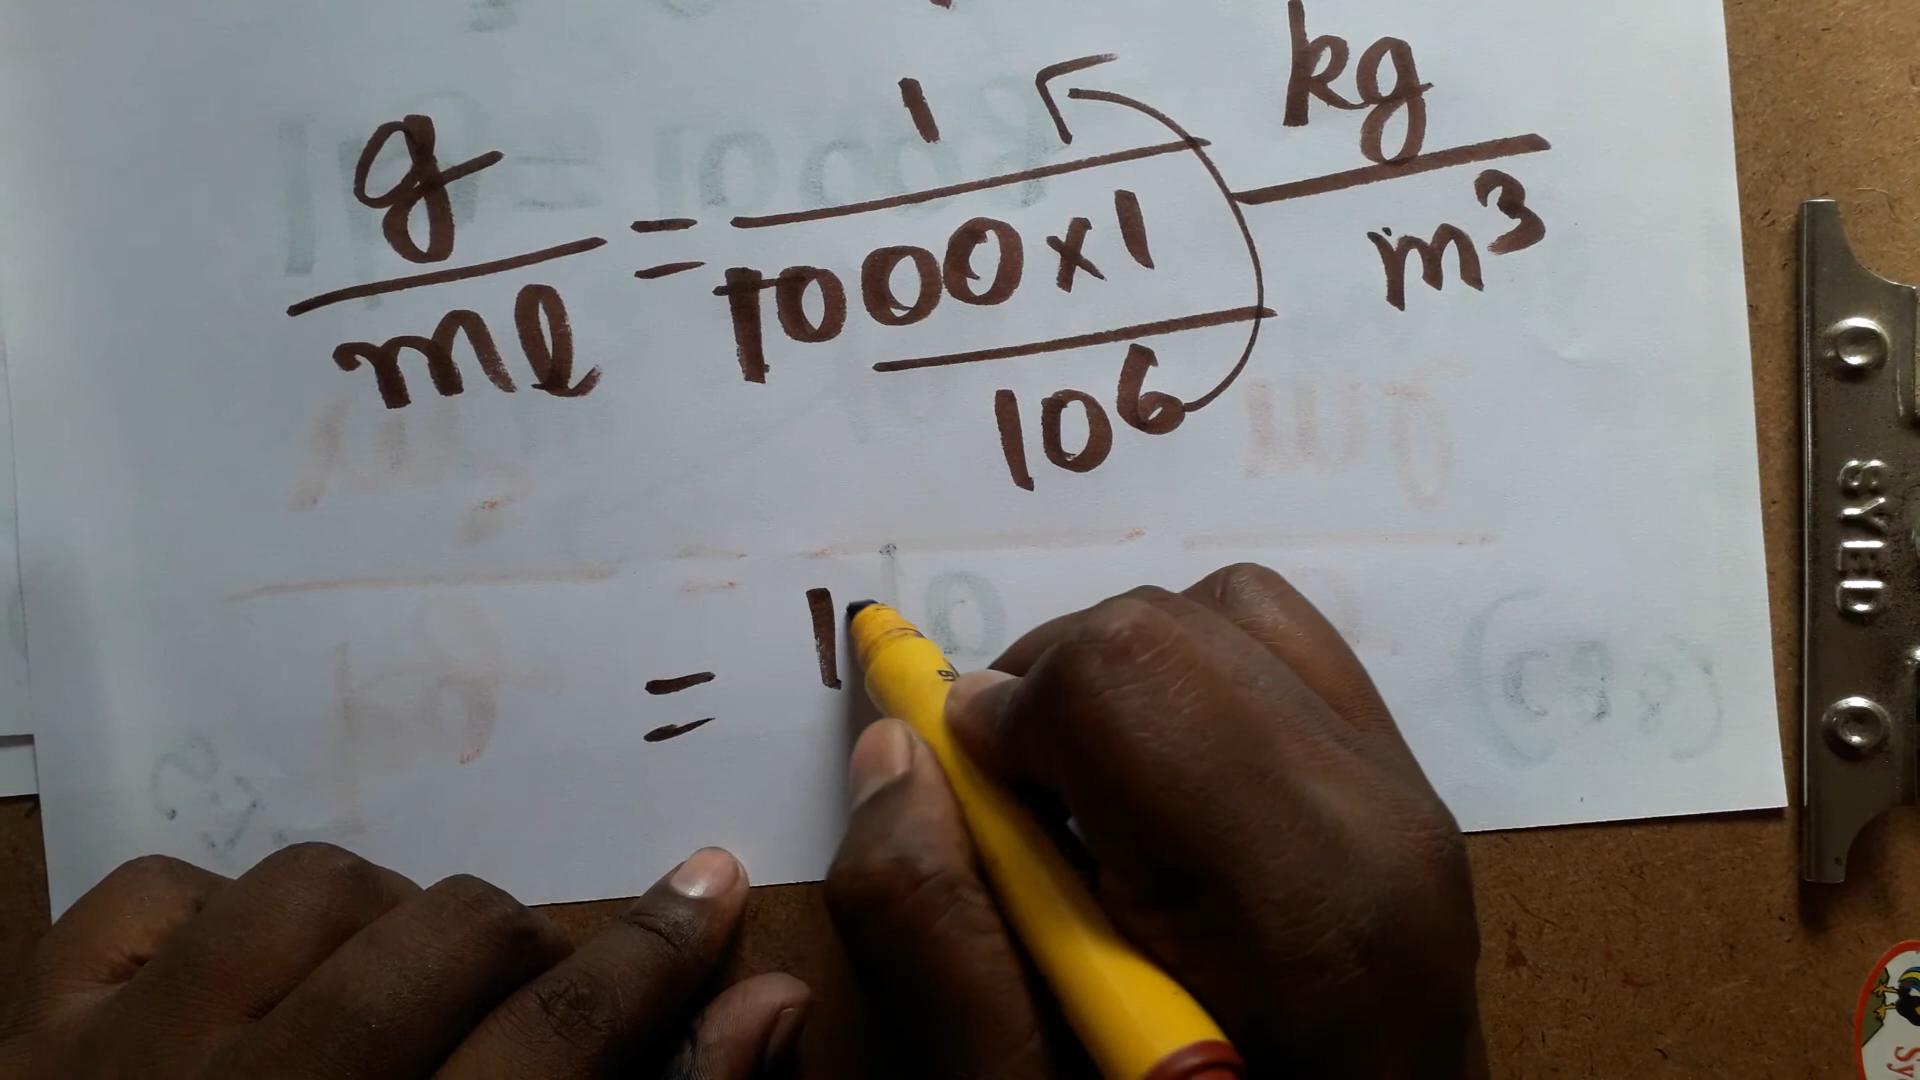 g/ml = 1/(1000×1/10⁶) kg/m³
= 1
SYED